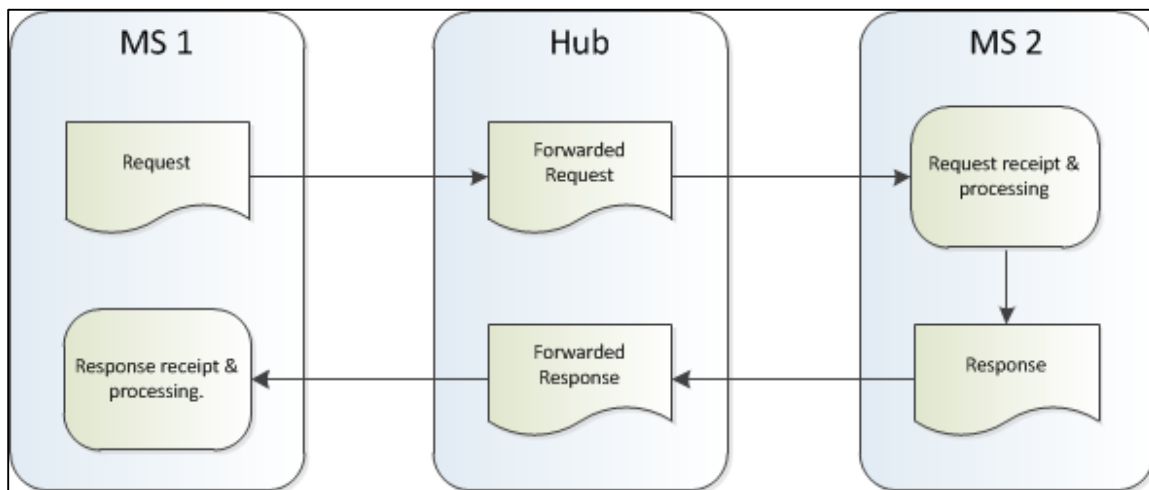 MS 1
Hub
MS 2
Request
Forwarded
Request
Request receipt &
processing
Response receipt &
processing.
Forwarded
Response
Response